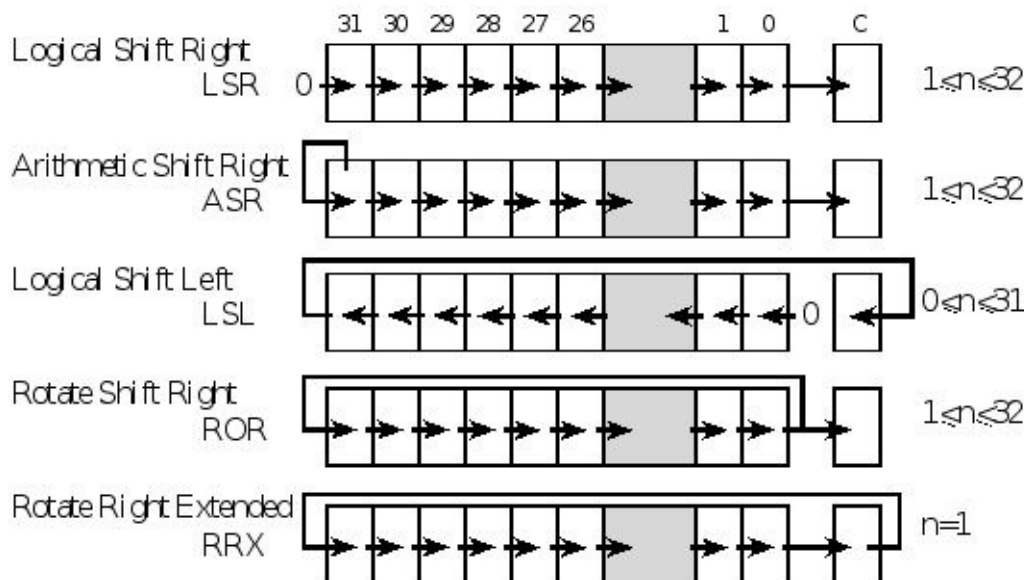 31 30 29 28 27 26 1 0 C
Logical Shift Right
LSR 0 1⩽n⩽32
Arithmetic Shift Right
ASR 1⩽n⩽32
Logical Shift Left
LSL 0 0⩽n⩽31
Rotate Shift Right
ROR 1⩽n⩽32
Rotate Right Extended
RRX n=1